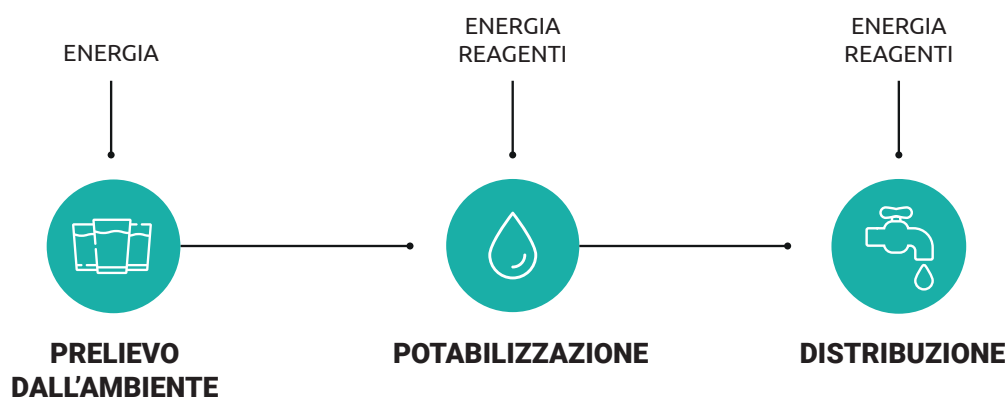 ENERGIA
ENERGIA
REAGENTI
ENERGIA
REAGENTI
PRELIEVO
DALL’AMBIENTE
POTABILIZZAZIONE
DISTRIBUZIONE